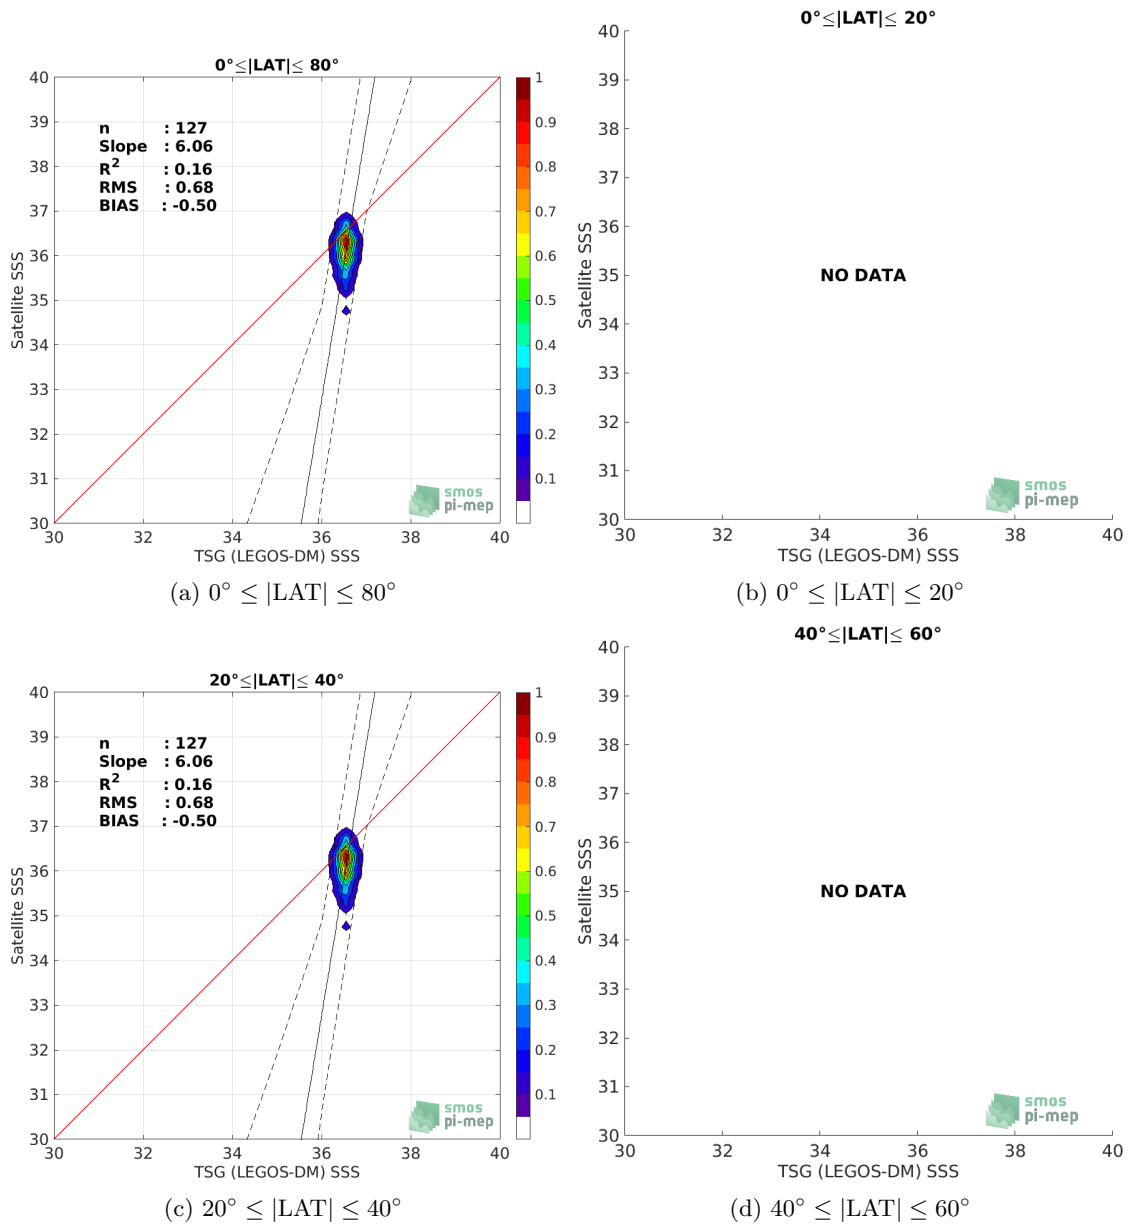 0°≤|LAT|≤ 80°
40
39
38
37
36
35
34
33
32
31
30
Satellite SSS
n : 127
Slope : 6.06
R² : 0.16
RMS : 0.68
BIAS : -0.50
smos
pi-mep
30 32 34 36 38 40
TSG (LEGOS-DM) SSS
1
0.9
0.8
0.7
0.6
0.5
0.4
0.3
0.2
0.1
(a) 0° ≤ |LAT| ≤ 80°
0°≤|LAT|≤ 20°
40
39
38
37
36
35
34
33
32
31
30
Satellite SSS
NO DATA
smos
pi-mep
30 32 34 36 38 40
TSG (LEGOS-DM) SSS
(b) 0° ≤ |LAT| ≤ 20°
20°≤|LAT|≤ 40°
40
39
38
37
36
35
34
33
32
31
30
Satellite SSS
n : 127
Slope : 6.06
R² : 0.16
RMS : 0.68
BIAS : -0.50
smos
pi-mep
30 32 34 36 38 40
TSG (LEGOS-DM) SSS
1
0.9
0.8
0.7
0.6
0.5
0.4
0.3
0.2
0.1
(c) 20° ≤ |LAT| ≤ 40°
40°≤|LAT|≤ 60°
40
39
38
37
36
35
34
33
32
31
30
Satellite SSS
NO DATA
smos
pi-mep
30 32 34 36 38 40
TSG (LEGOS-DM) SSS
(d) 40° ≤ |LAT| ≤ 60°